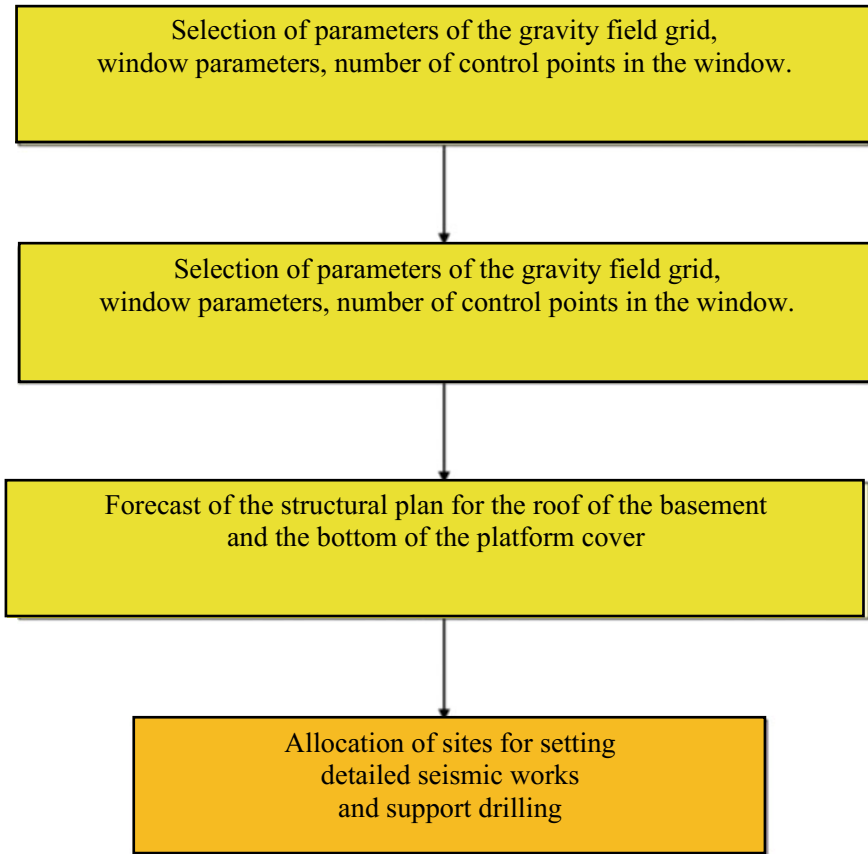 Selection of parameters of the gravity field grid,
window parameters, number of control points in the window.
Selection of parameters of the gravity field grid,
window parameters, number of control points in the window.
Forecast of the structural plan for the roof of the basement
and the bottom of the platform cover
Allocation of sites for setting
detailed seismic works
and support drilling